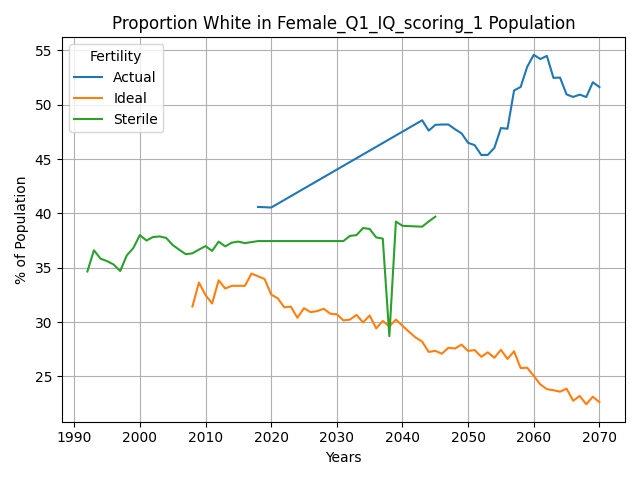 Proportion White in Female_Q1_IQ_scoring_1 Population
Fertility
Actual
Ideal
Sterile
% of Population
55
50
45
40
35
30
25
1990
2000
2010
2020
2030
2040
2050
2060
2070
Years